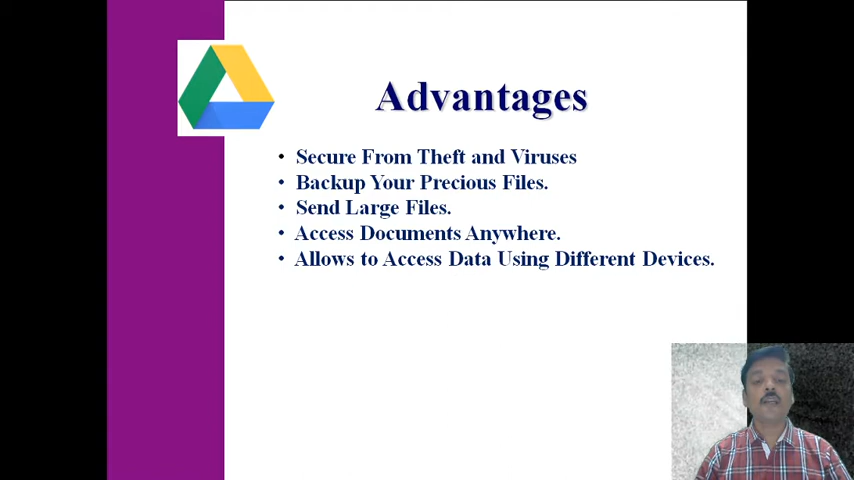 Advantages
• Secure From Theft and Viruses
• Backup Your Precious Files.
• Send Large Files.
• Access Documents Anywhere.
• Allows to Access Data Using Different Devices.